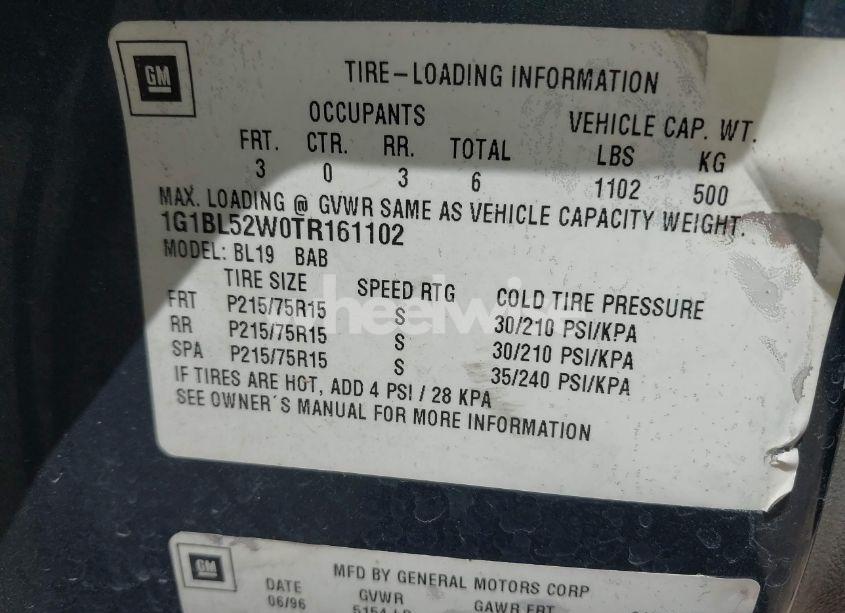 GM
TIRE-LOADING INFORMATION
OCCUPANTS VEHICLE CAP. WT.
FRT. CTR. RR. TOTAL LBS KG
3 0 3 6 1102 500
MAX. LOADING @ GVWR SAME AS VEHICLE CAPACITY WEIGHT.
1G1BL52W0TR161102
MODEL: BL19 BAB
TIRE SIZE SPEED RTG COLD TIRE PRESSURE
FRT P215/75R15 S 30/210 PSI/KPA
RR P215/75R15 S 30/210 PSI/KPA
SPA P215/75R15 S 35/240 PSI/KPA
IF TIRES ARE HOT, ADD 4 PSI / 28 KPA
SEE OWNER'S MANUAL FOR MORE INFORMATION
GM
MFD BY GENERAL MOTORS CORP
DATE GVWR GAWR FRT
06/96